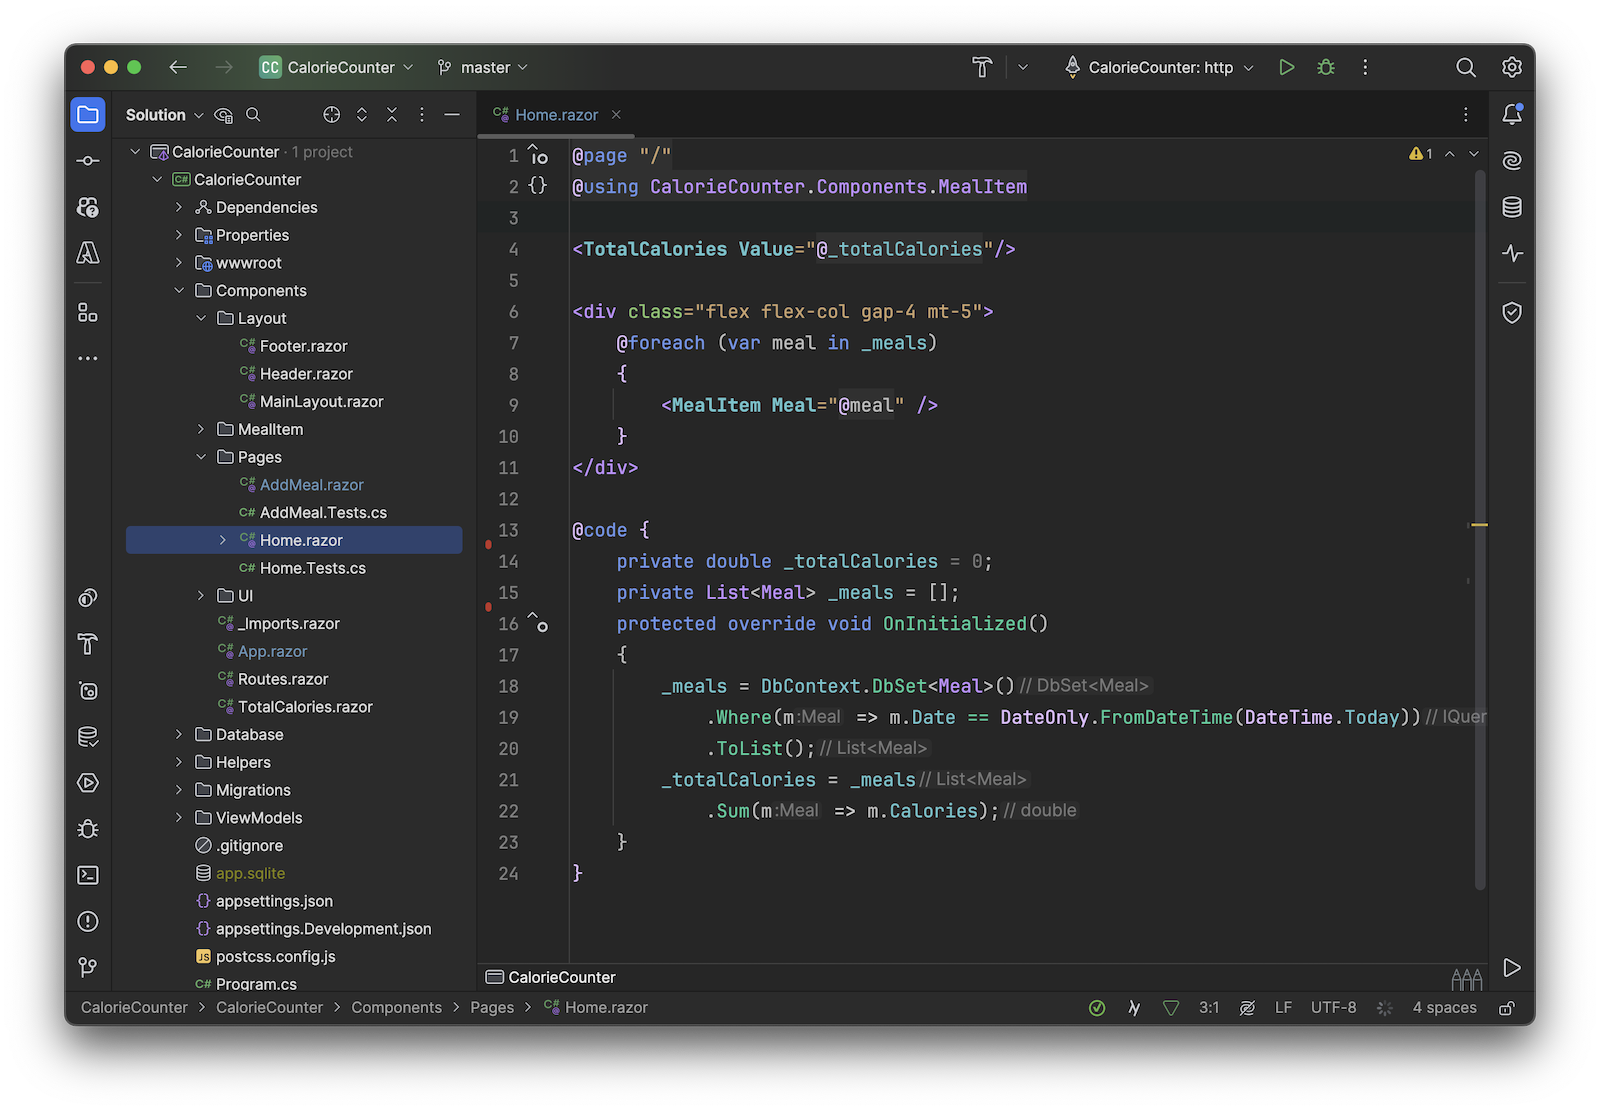 CC CalorieCounter master CalorieCounter: http
Solution
Home.razor
CalorieCounter · 1 project
C# CalorieCounter
Dependencies
Properties
wwwroot
Components
Layout
C# Footer.razor
C# Header.razor
C# MainLayout.razor
MealItem
Pages
C# AddMeal.razor
C# AddMeal.Tests.cs
C# Home.razor
C# Home.Tests.cs
UI
C# _Imports.razor
C# App.razor
C# Routes.razor
C# TotalCalories.razor
Database
Helpers
Migrations
ViewModels
.gitignore
app.sqlite
{} appsettings.json
{} appsettings.Development.json
JS postcss.config.js
C# Program.cs
C# Home.razor
1 @page "/"
2 {} @using CalorieCounter.Components.MealItem
3
4 <TotalCalories Value="@_totalCalories"/>
5
6 <div class="flex flex-col gap-4 mt-5">
7 @foreach (var meal in _meals)
8 {
9 <MealItem Meal="@meal" />
10 }
11 </div>
12
13 @code {
14 private double _totalCalories = 0;
15 private List<Meal> _meals = [];
16 protected override void OnInitialized()
17 {
18 _meals = DbContext.DbSet<Meal>() // DbSet<Meal>
19 .Where(m :Meal => m.Date == DateOnly.FromDateTime(DateTime.Today)) // IQuer
20 .ToList(); // List<Meal>
21 _totalCalories = _meals // List<Meal>
22 .Sum(m :Meal => m.Calories); // double
23 }
24 }
1
CalorieCounter
CalorieCounter > CalorieCounter > Components > Pages > C# Home.razor 3:1 LF UTF-8 4 spaces